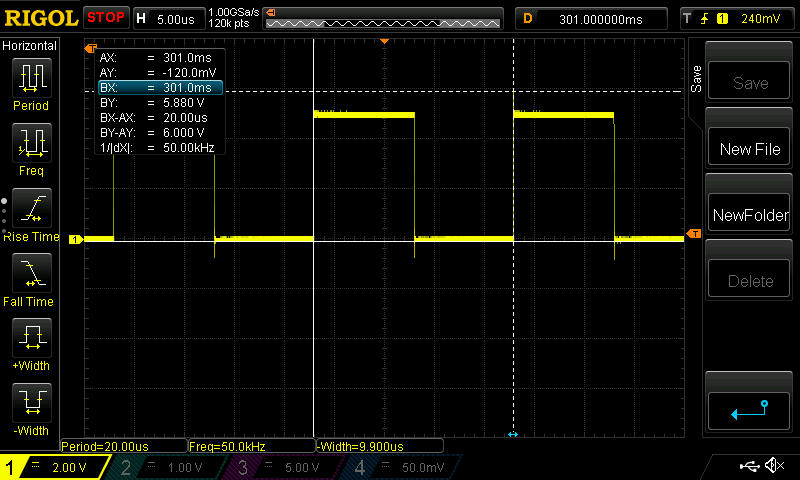 RIGOL STOP H 5.00us 1.00GSa/s D 301.000000ms T 1 240mV
120k pts
Horizontal
Period
Freq
Rise Time
Fall Time
+Width
-Width
T
AX: = 301.0ms
AY: = -120.0mV
BX: = 301.0ms
BY: = 5.880 V
BX-AX: = 20.00us
BY-AY: = 6.000 V
1/|dX|: = 50.00kHz
1
T
Save
Save
New File
NewFolder
Delete
Period=20.00us Freq=50.0kHz -Width=9.900us
1 = 2.00 V 2 = 1.00 V 3 = 5.00 V 4 = 50.0mV